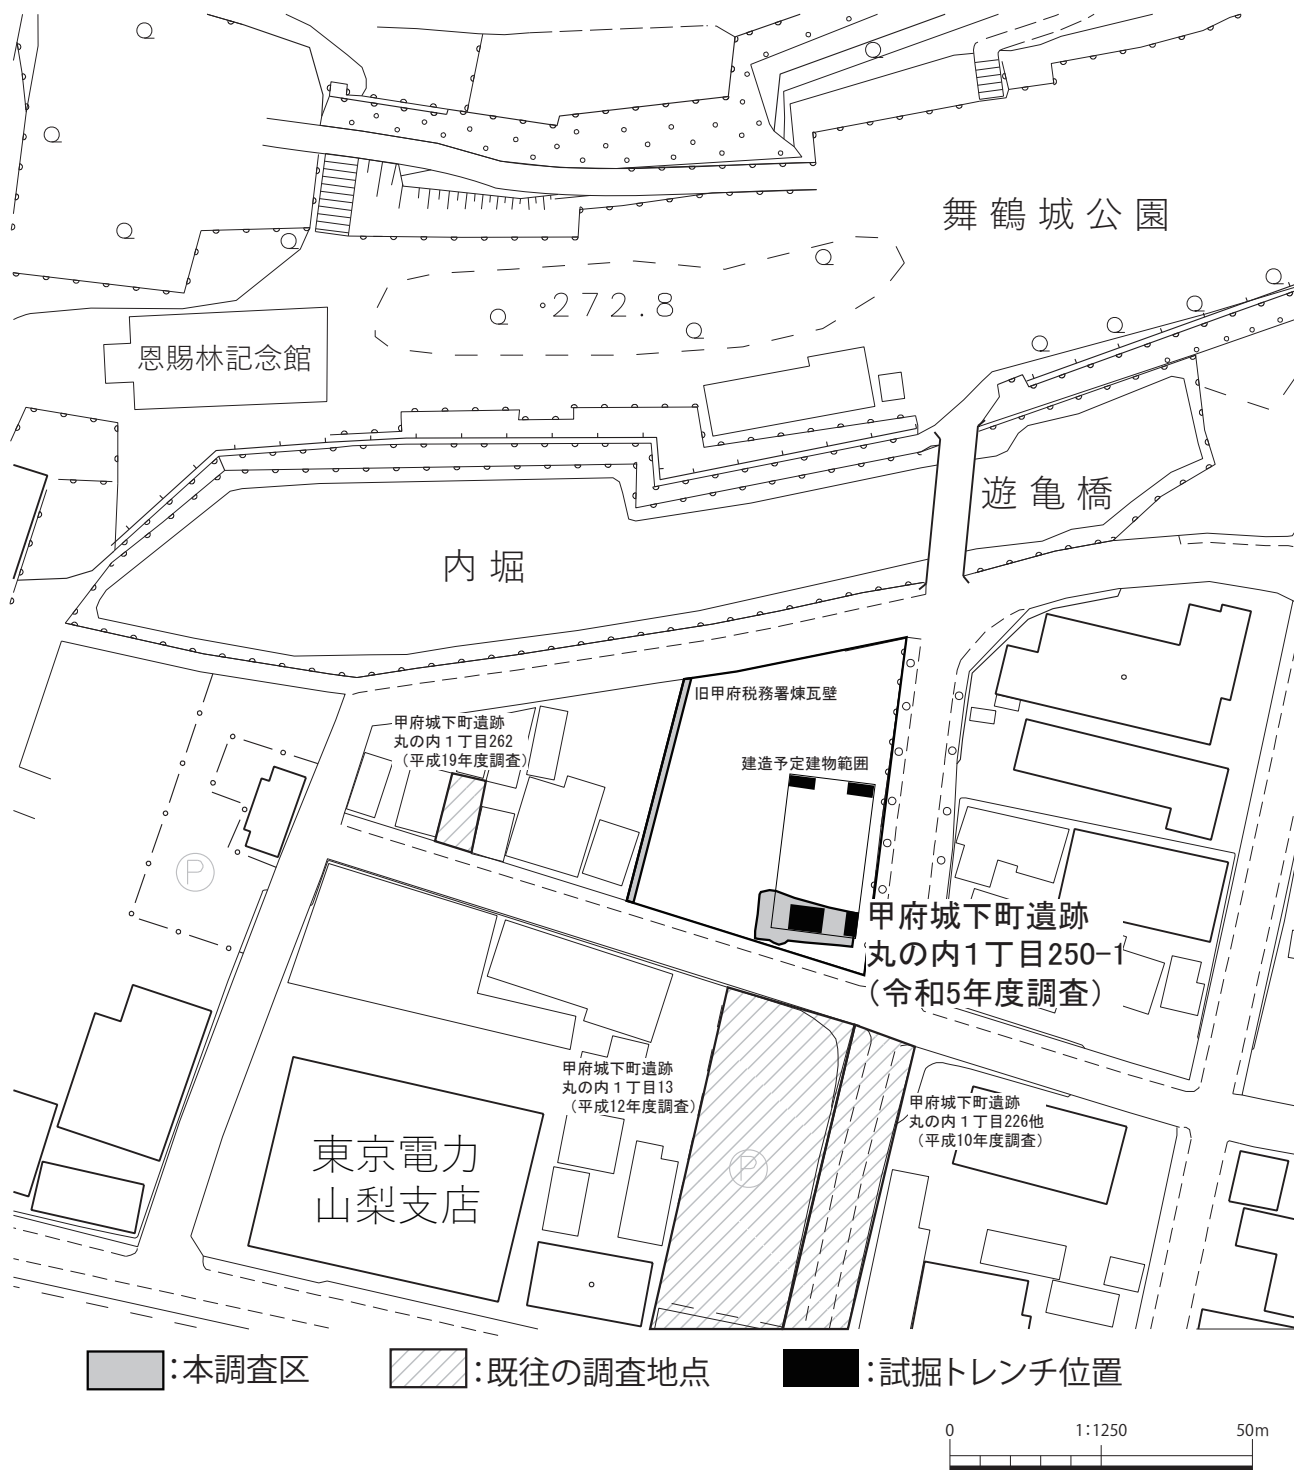 舞鶴城公園
272.8
恩賜林記念館
遊亀橋
内堀
旧甲府税務署煉瓦壁
甲府城下町遺跡
丸の内1丁目262
(平成19年度調査)
建造予定建物範囲
P
甲府城下町遺跡
丸の内1丁目250-1
(令和5年度調査)
甲府城下町遺跡
丸の内1丁目13
(平成12年度調査)
甲府城下町遺跡
丸の内1丁目226他
(平成10年度調査)
P
東京電力
山梨支店
:本調査区
:既往の調査地点
:試掘トレンチ位置
0 1:1250 50m